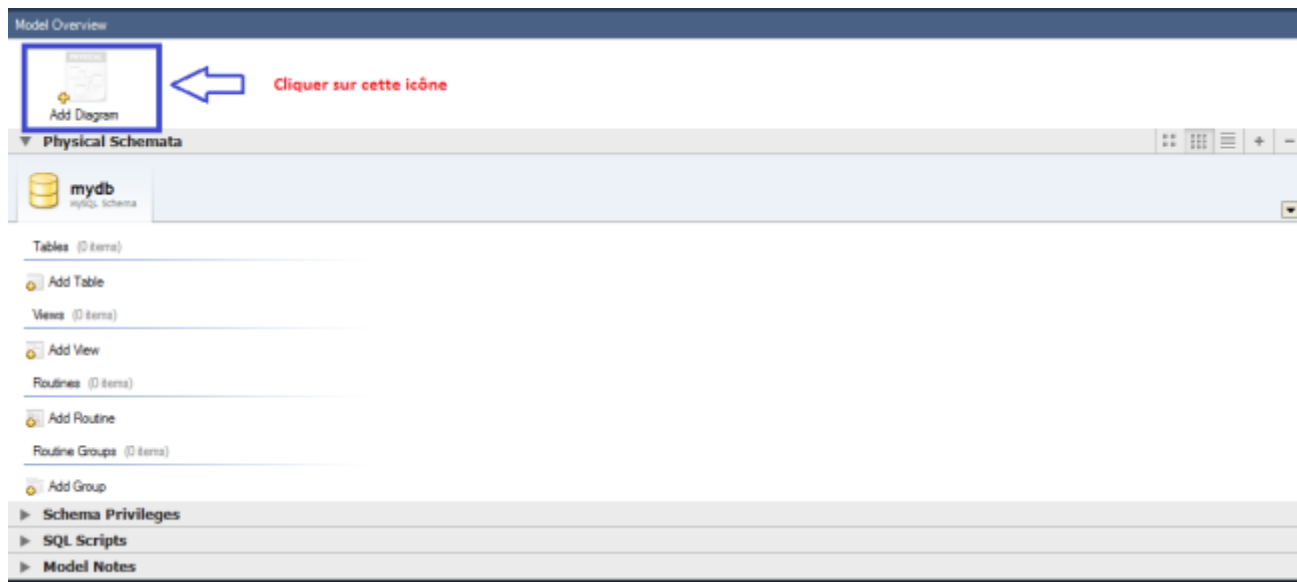 Model Overview
Cliquer sur cette icône
Add Diagram
Physical Schemata
mydb
MySQL Schema
Tables (0 items)
Add Table
Views (0 items)
Add View
Routines (0 items)
Add Routine
Routine Groups (0 items)
Add Group
Schema Privileges
SQL Scripts
Model Notes